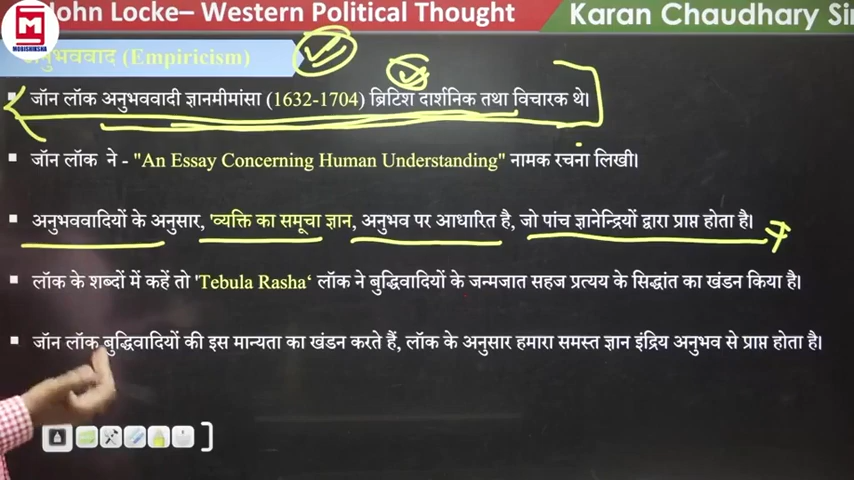 John Locke– Western Political Thought
Karan Chaudhary Si
MODISHIKSHA
अनुभववाद (Empiricism)
जॉन लॉक अनुभववादी ज्ञानमीमांसा (1632-1704) ब्रिटिश दार्शनिक तथा विचारक थे।
जॉन लॉक ने - "An Essay Concerning Human Understanding" नामक रचना लिखी।
अनुभववादियों के अनुसार, 'व्यक्ति का समूचा ज्ञान, अनुभव पर आधारित है, जो पांच ज्ञानेन्द्रियों द्वारा प्राप्त होता है।
लॉक के शब्दों में कहें तो 'Tebula Rasha‘ लॉक ने बुद्धिवादियों के जन्मजात सहज प्रत्यय के सिद्धांत का खंडन किया है।
जॉन लॉक बुद्धिवादियों की इस मान्यता का खंडन करते हैं, लॉक के अनुसार हमारा समस्त ज्ञान इंद्रिय अनुभव से प्राप्त होता है।